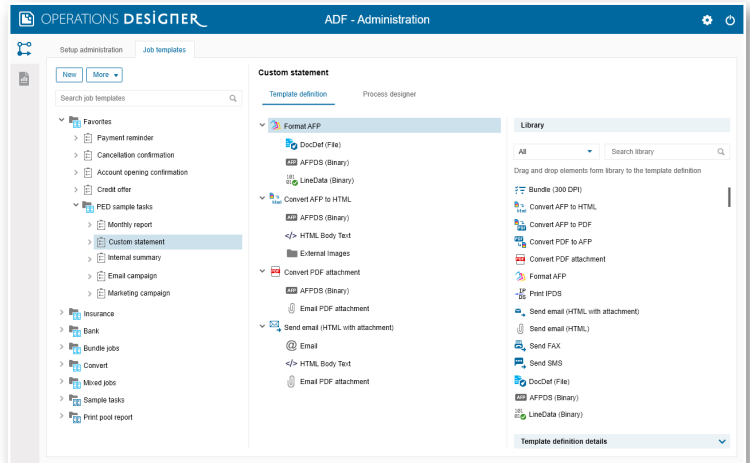 OPERATIONS DESIGNER
ADF - Administration
Setup administration
Job templates
New
More
Search job templates
Favorites
Payment reminder
Cancellation confirmation
Account opening confirmation
Credit offer
PED sample tasks
Monthly report
Custom statement
Internal summary
Email campaign
Marketing campaign
Insurance
Bank
Bundle jobs
Convert
Mixed jobs
Sample tasks
Print pool report
Custom statement
Template definition
Process designer
Format AFP
DocDef (File)
AFP AFPDS (Binary)
LineData (Binary)
Convert AFP to HTML
AFP AFPDS (Binary)
</> HTML Body Text
External Images
PDF Convert PDF attachment
AFP AFPDS (Binary)
Email PDF attachment
Send email (HTML with attachment)
@ Email
</> HTML Body Text
Email PDF attachment
Library
All
Search library
Drag and drop elements form library to the template definition
Bundle (300 DPI)
Convert AFP to HTML
Convert AFP to PDF
Convert PDF to AFP
PDF Convert PDF attachment
Format AFP
Print IPDS
Send email (HTML with attachment)
Send email (HTML)
Send FAX
Send SMS
DocDef (File)
AFP AFPDS (Binary)
LineData (Binary)
Template definition details